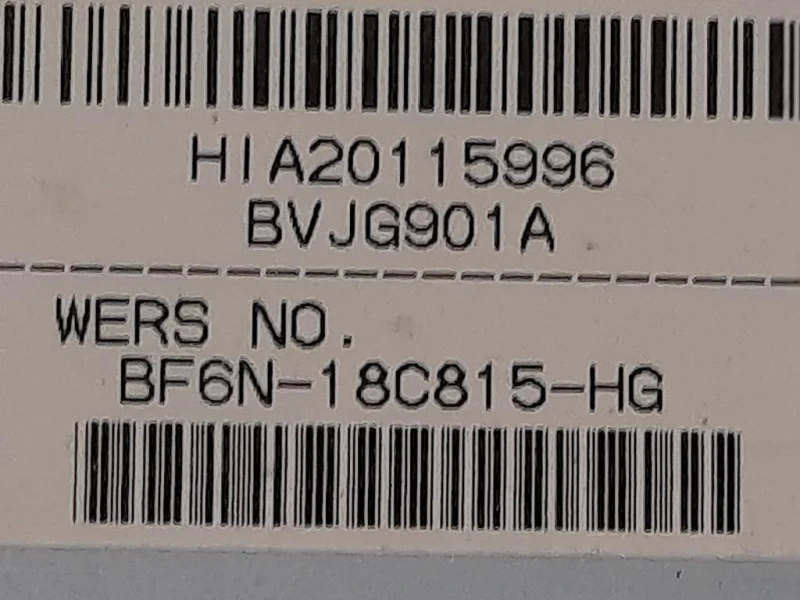 HIA20115996
BVJG901A
WERS NO.
BF6N-18C815-HG